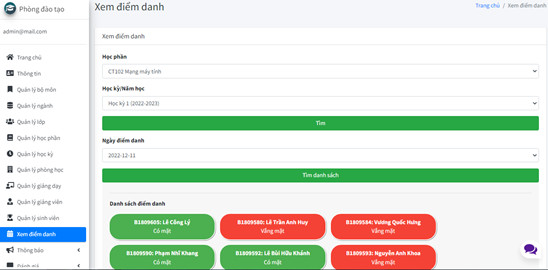 Phòng đào tạo
admin@mail.com
Trang chủ
Thông tin
Quản lý bộ môn
Quản lý ngành
Quản lý lớp
Quản lý học phần
Quản lý học kỳ
Quản lý phòng học
Quản lý giảng dạy
Quản lý giảng viên
Quản lý sinh viên
Xem điểm danh
Thông báo
Đánh giá
Xem điểm danh
Trang chủ / Xem điểm danh
Xem điểm danh
Học phần
CT102 Mạng máy tính
Học kỳ/Năm học
Học kỳ 1 (2022-2023)
Tìm
Ngày điểm danh
2022-12-11
Tìm danh sách
Danh sách điểm danh
B1809605: Lê Công Lý
Có mặt
B1809580: Lê Trần Anh Huy
Vắng mặt
B1809584: Vương Quốc Hưng
Vắng mặt
B1809590: Phạm Nhĩ Khang
Có mặt
B1809592: Lê Bùi Hữu Khánh
Có mặt
B1809593: Nguyễn Anh Khoa
Vắng mặt